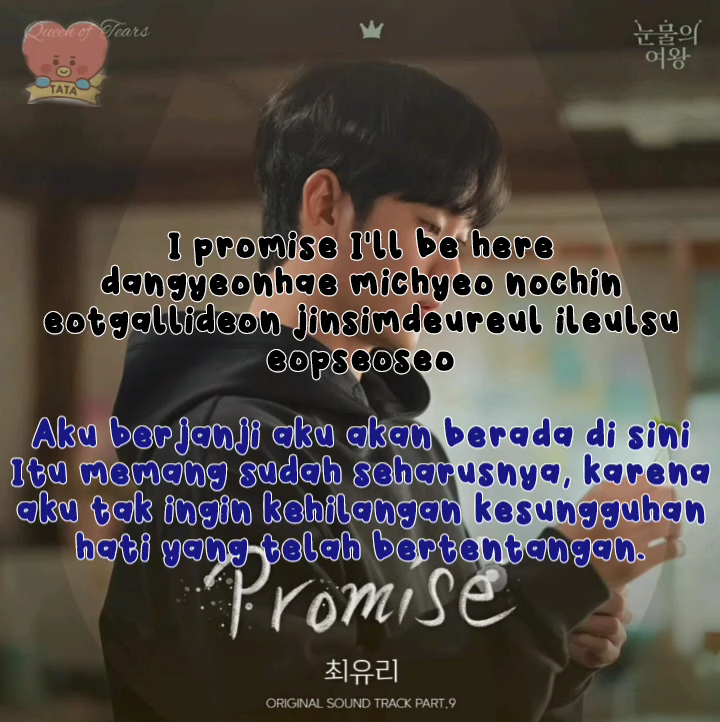 Queen of Tears
눈물의
여왕
TATA
I promise I'll be here
dangyeonhae michyeo nochin
eotgallideon jinsimdeureul ileulsu
eopseoseo
Aku berjanji aku akan berada di sini
Itu memang sudah seharusnya, karena
aku tak ingin kehilangan kesungguhan
hati yang telah bertentangan.
Promise
최유리
ORIGINAL SOUND TRACK PART.9